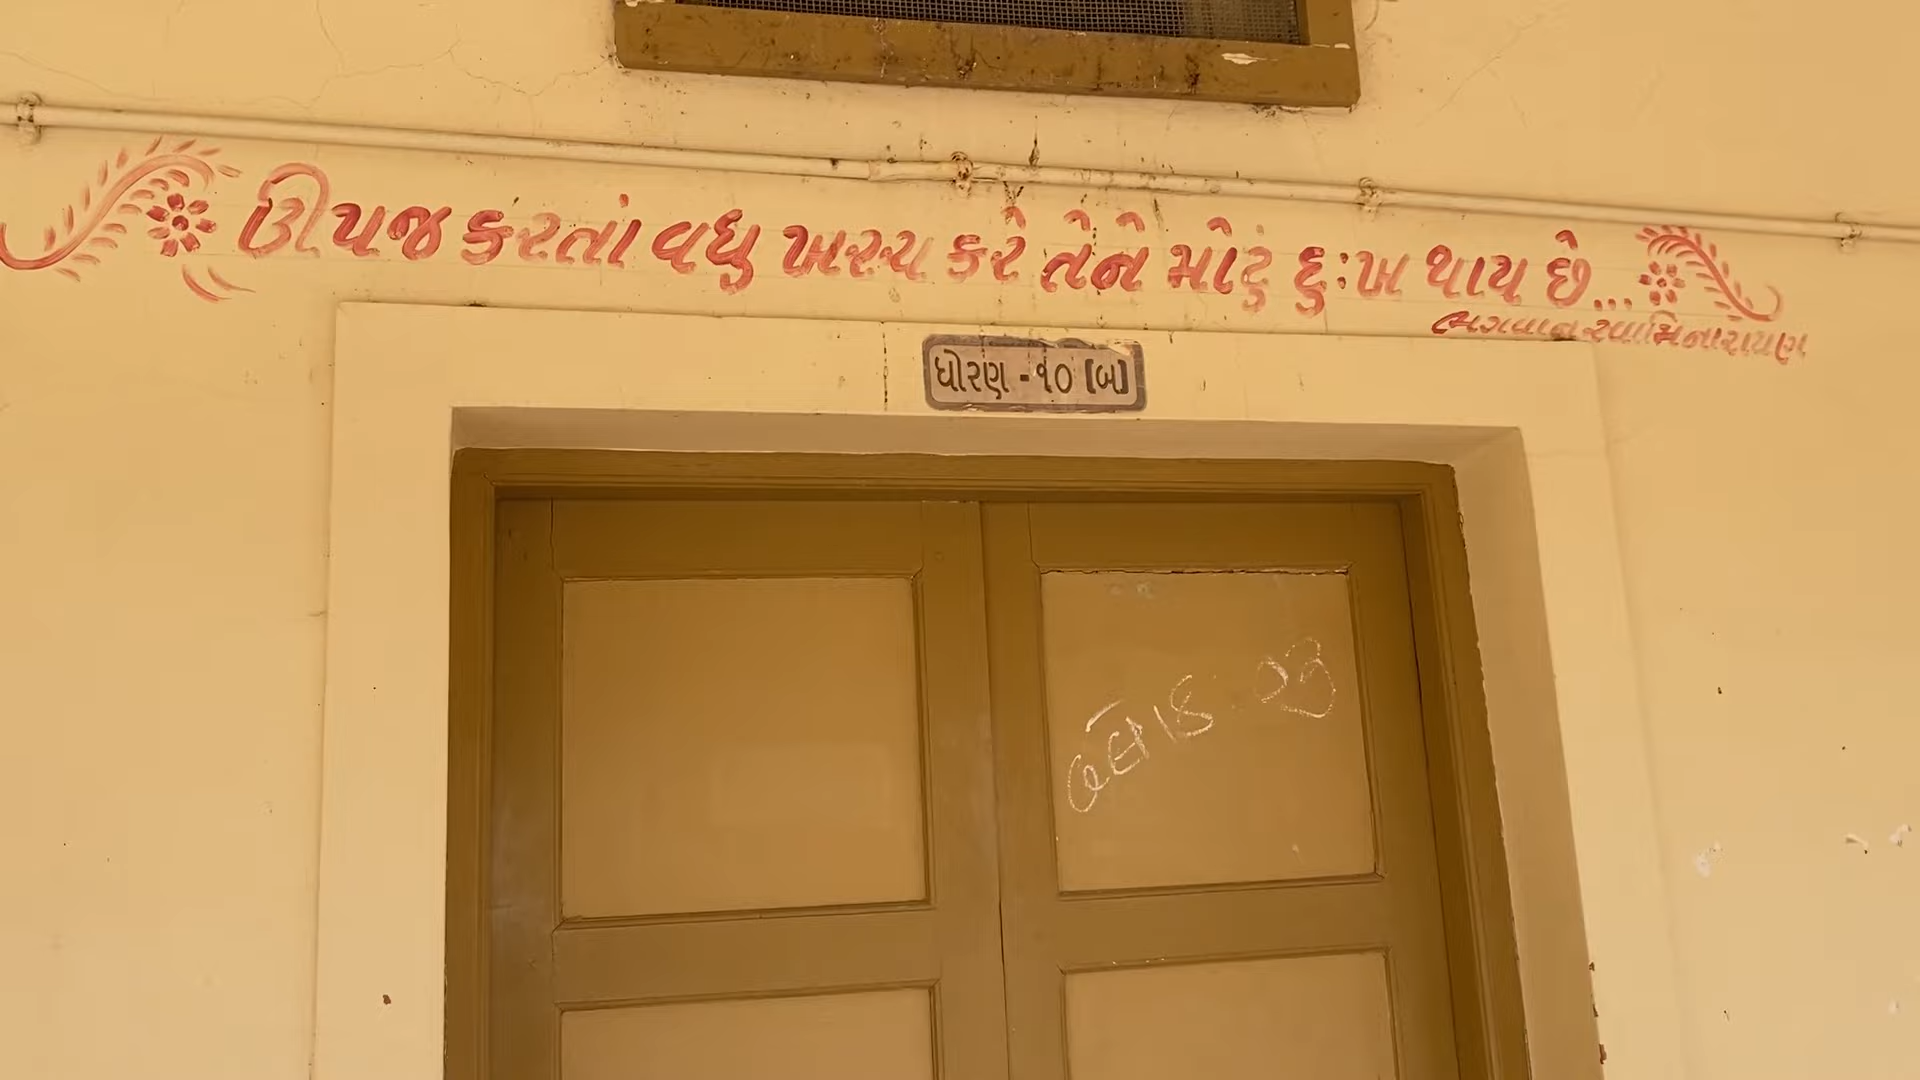 ઊપજ કરતાં વધુ ખરચ કરે તેને મોટું દુ:ખ થાય છે...
ભગવાન સ્વામિનારાયણ
ધોરણ - ૧૦ [બ]
બ્લોક: